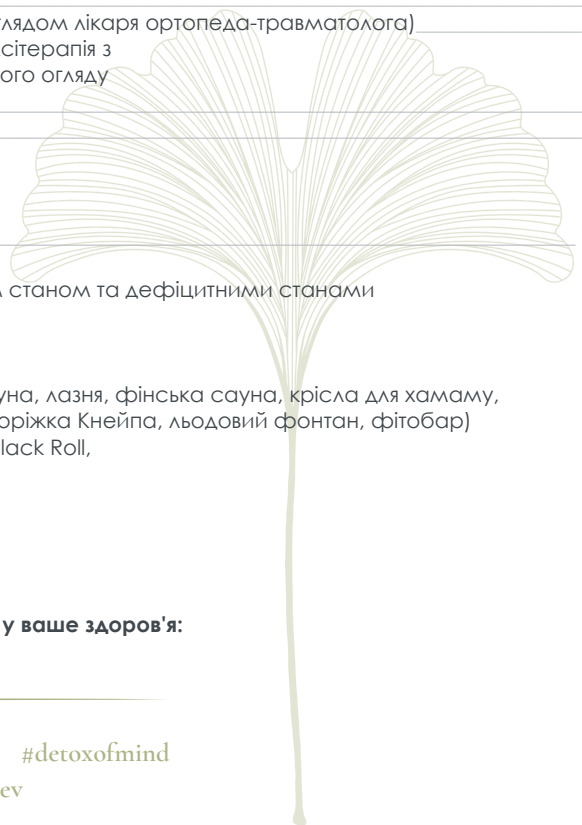 глядом лікаря ортопеда-травматолога)
сітерапія з
ого огляду
станом та дефіцитними станами
уна, лазня, фінська сауна, крісла для хамаму,
оріжка Кнейпа, льодовий фонтан, фітобар)
lack Roll,
у ваше здоров'я:
#detoxofmind
ev